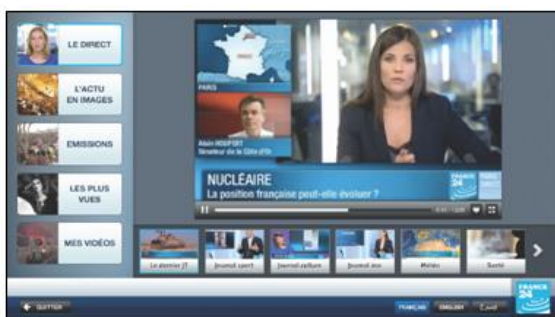 LE DIRECT
L'ACTU
EN IMAGES
EMISSIONS
LES PLUS
VUES
MES VIDÉOS
PARIS
Alain HOUPERT
Sénateur de la Côte d'Or
NUCLÉAIRE
La position française peut-elle évoluer ?
FRANCE
24
Le dernier JT
Journal sport
Journal culture
Journal éco
Météo
Santé
QUITTER
FRANÇAIS
ENGLISH
عربي
FRANCE
24